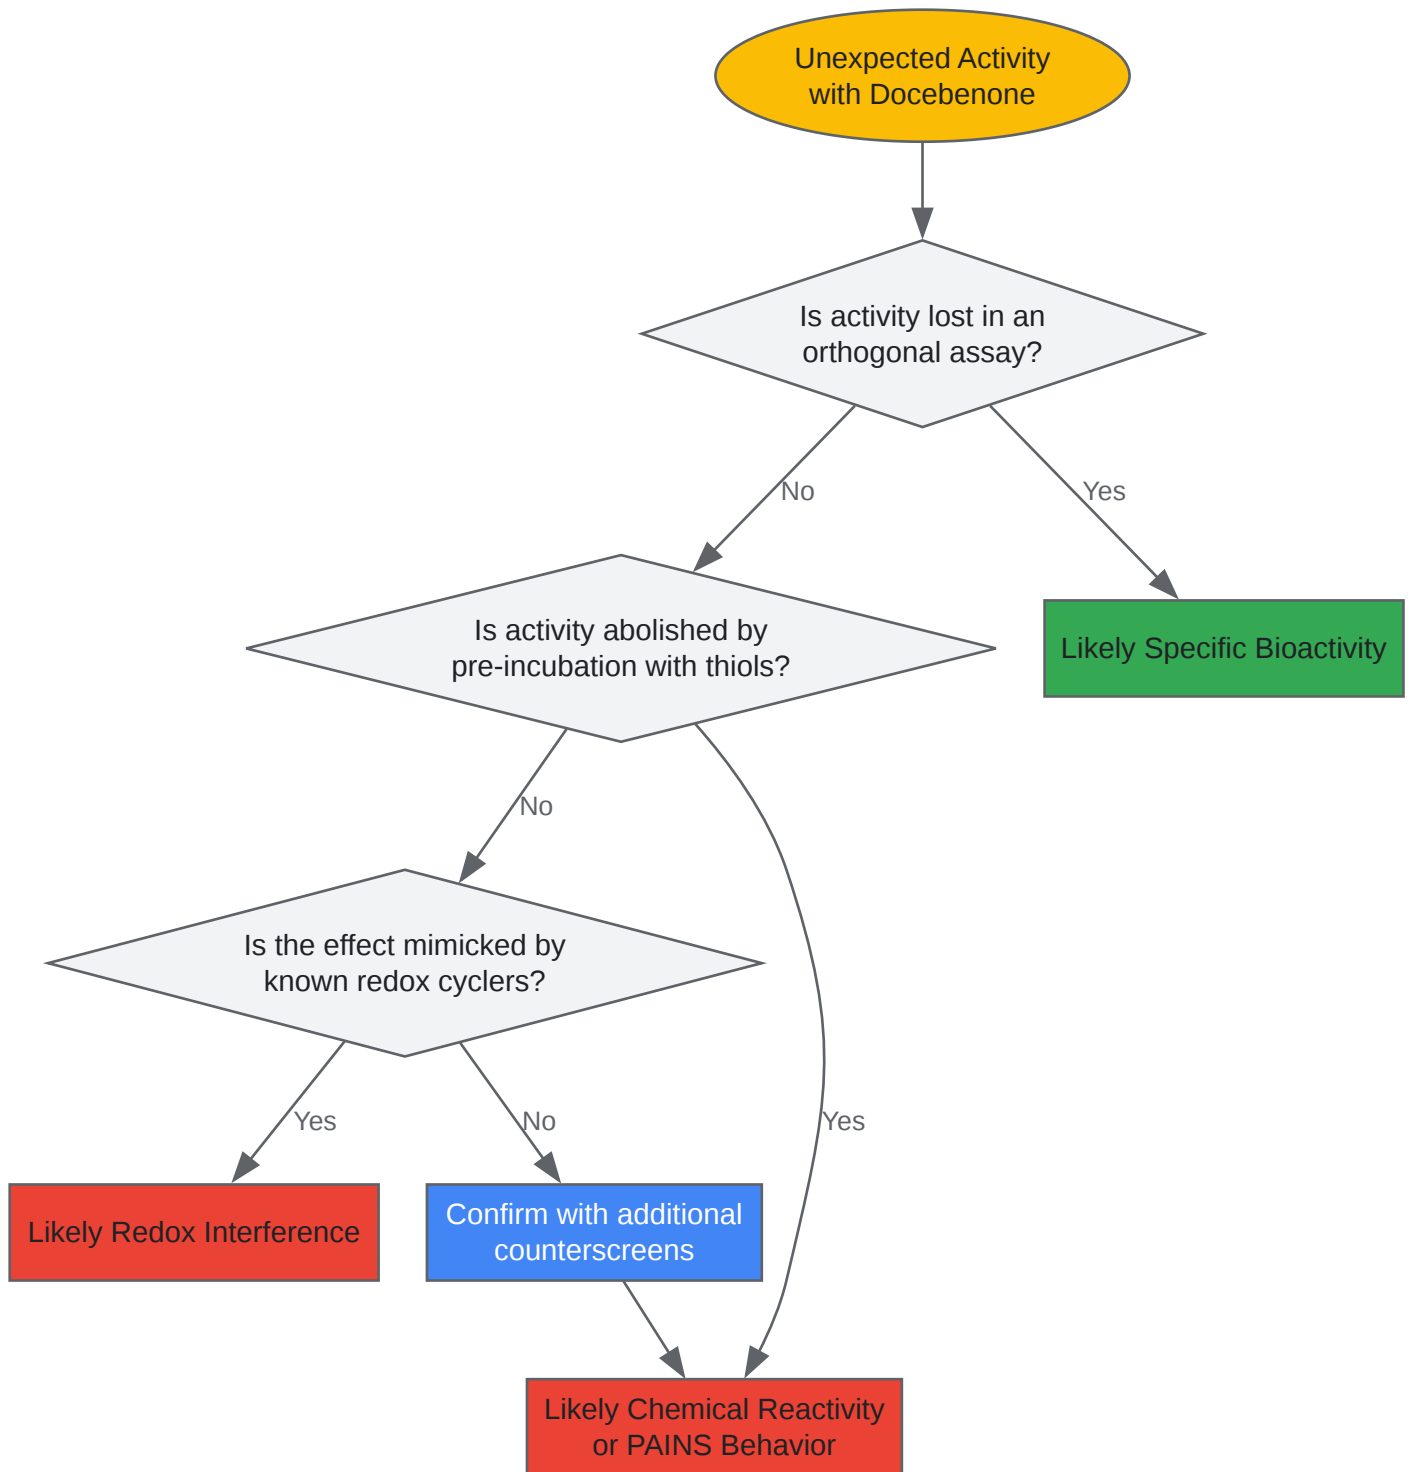 Unexpected Activity
with Docebenone
Is activity lost in an
orthogonal assay?
No
Yes
Is activity abolished by
pre-incubation with thiols?
Likely Specific Bioactivity
No
Is the effect mimicked by
known redox cyclers?
Yes
No
Yes
Likely Redox Interference
Confirm with additional
counterscreens
Likely Chemical Reactivity
or PAINS Behavior